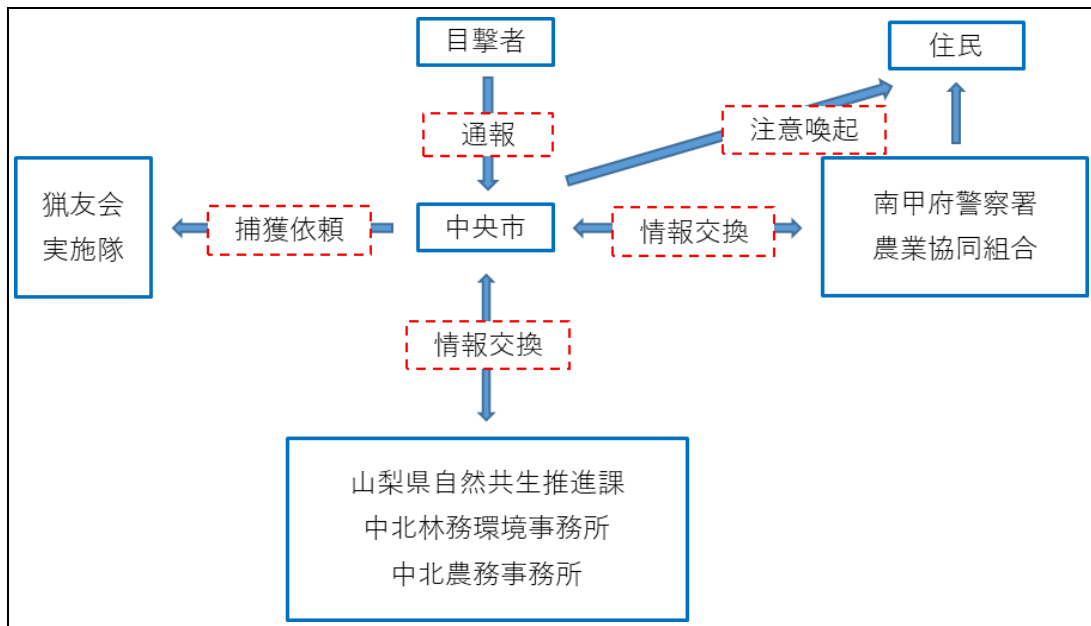 目撃者
住民
通報
注意喚起
猟友会
実施隊
捕獲依頼
中央市
情報交換
南甲府警察署
農業協同組合
情報交換
山梨県自然共生推進課
中北林務環境事務所
中北農務事務所